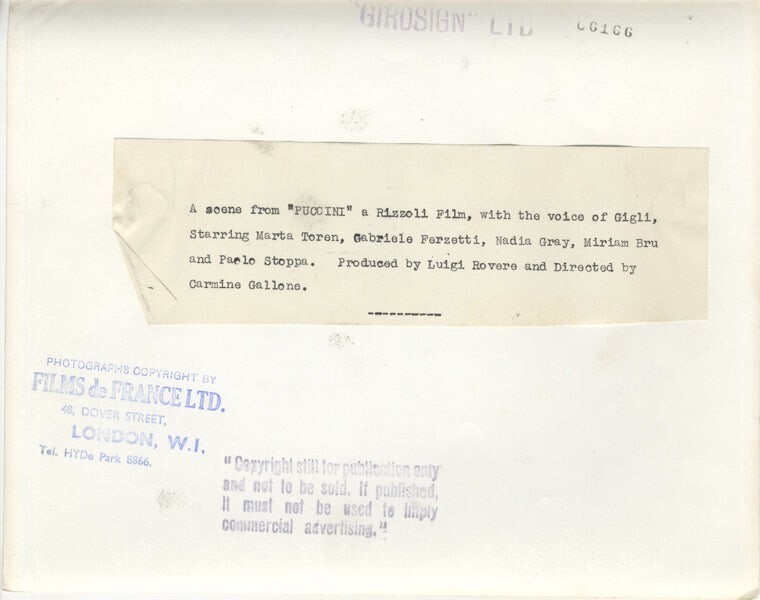 "GIROSIGN" LTD 66166
A scene from "PUCCINI" a Rizzoli Film, with the voice of Gigli,
Starring Marta Toren, Gabriele Ferzetti, Nadia Gray, Miriam Bru
and Paolo Stoppa. Produced by Luigi Rovere and Directed by
Carmine Gallone.
PHOTOGRAPHS COPYRIGHT BY
FILMS de FRANCE LTD.
48, DOVER STREET,
LONDON, W.I.
Tel. HYDe Park 8866.
"Copyright still for publication only
and not to be sold. If published,
it must not be used to imply
commercial advertising."